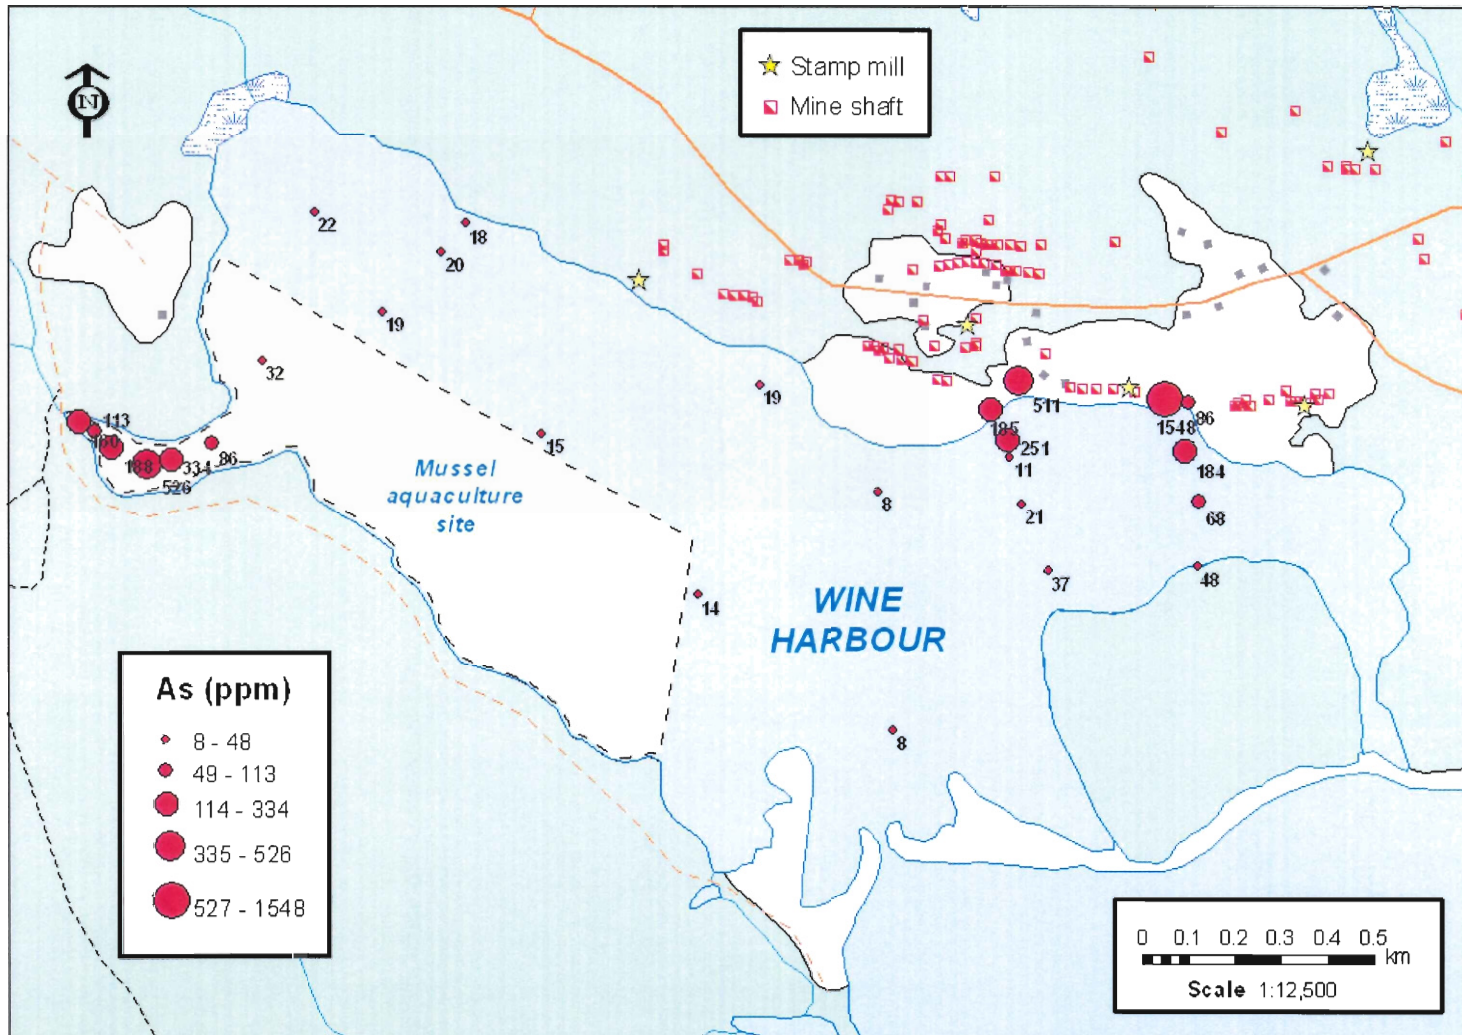 N
Stamp mill
Mine shaft
22
18
20
19
32
19
15
113
160
188
526
334
86
Mussel
aquaculture
site
511
185
251
11
1548
86
184
8
21
68
37
48
14
WINE
HARBOUR
8
As (ppm)
8 - 48
49 - 113
114 - 334
335 - 526
527 - 1548
0 0.1 0.2 0.3 0.4 0.5
km
Scale 1:12,500